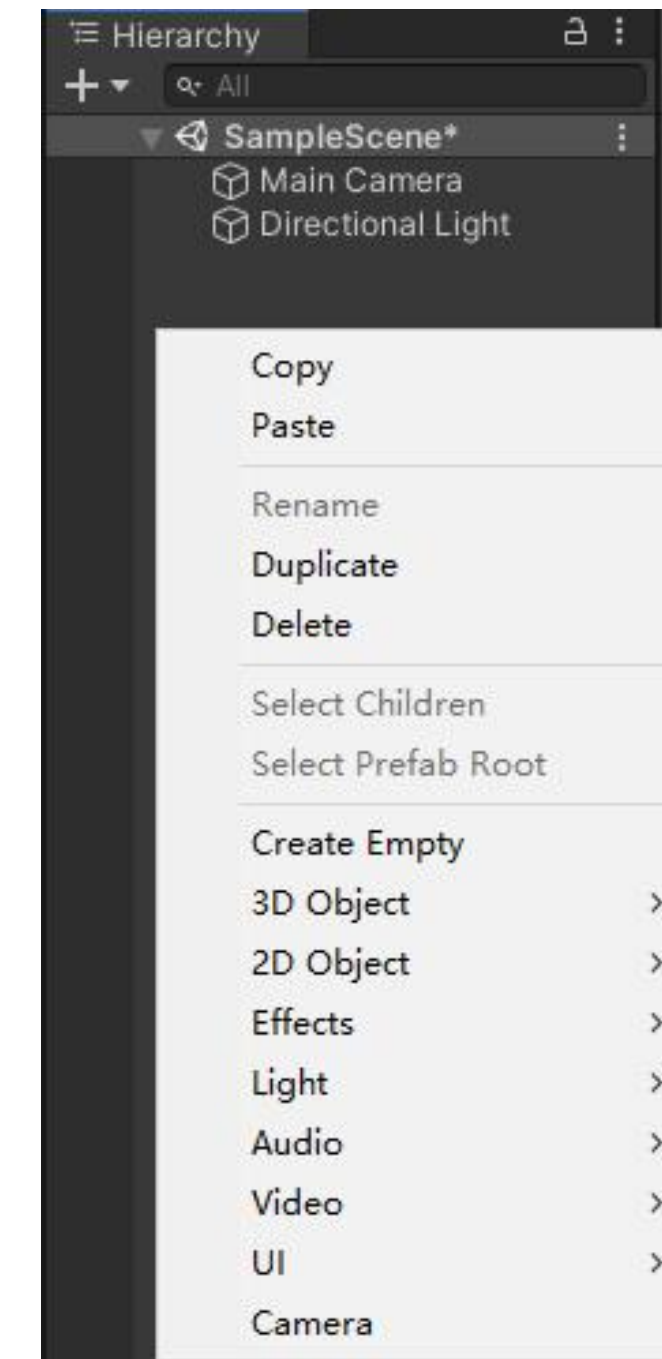 Hierarchy
All
SampleScene*
Main Camera
Directional Light
Copy
Paste
Rename
Duplicate
Delete
Select Children
Select Prefab Root
Create Empty
3D Object
2D Object
Effects
Light
Audio
Video
UI
Camera